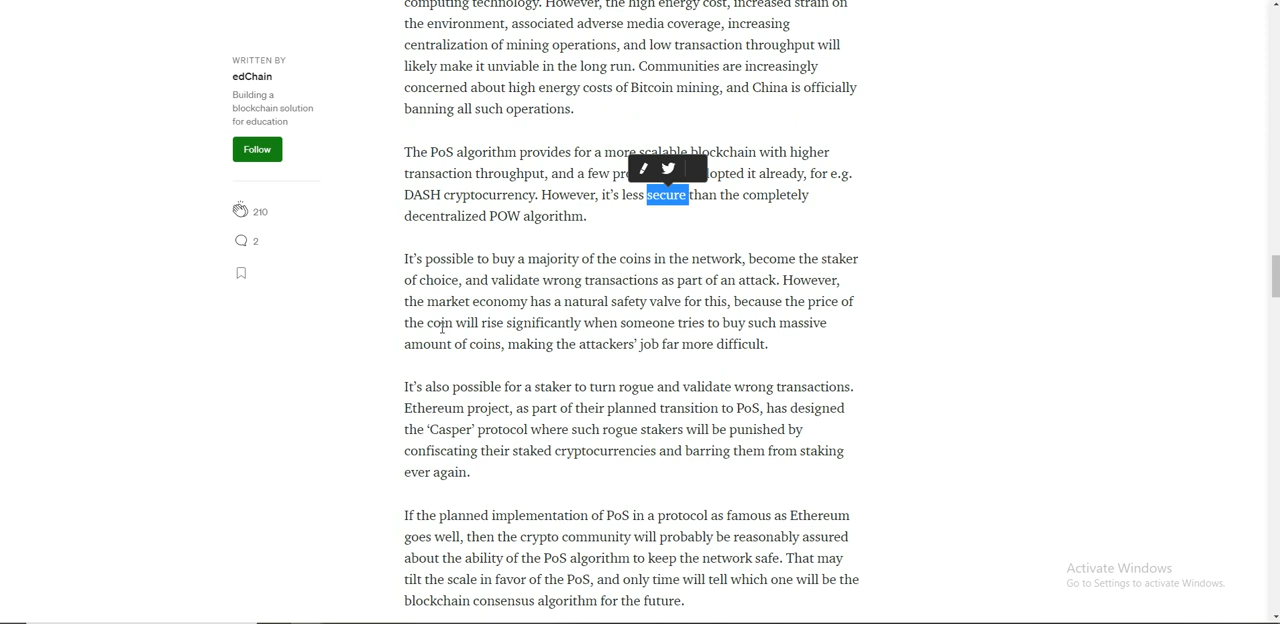 computing technology. However, the high energy cost, increased strain on
the environment, associated adverse media coverage, increasing
centralization of mining operations, and low transaction throughput will
likely make it unviable in the long run. Communities are increasingly
concerned about high energy costs of Bitcoin mining, and China is officially
banning all such operations.
WRITTEN BY
edChain
Building a
blockchain solution
for education
Follow
210
2
The PoS algorithm provides for a more scalable blockchain with higher
transaction throughput, and a few pr opted it already, for e.g.
DASH cryptocurrency. However, it’s less secure than the completely
decentralized POW algorithm.
It’s possible to buy a majority of the coins in the network, become the staker
of choice, and validate wrong transactions as part of an attack. However,
the market economy has a natural safety valve for this, because the price of
the coin will rise significantly when someone tries to buy such massive
amount of coins, making the attackers’ job far more difficult.
It’s also possible for a staker to turn rogue and validate wrong transactions.
Ethereum project, as part of their planned transition to PoS, has designed
the ‘Casper’ protocol where such rogue stakers will be punished by
confiscating their staked cryptocurrencies and barring them from staking
ever again.
If the planned implementation of PoS in a protocol as famous as Ethereum
goes well, then the crypto community will probably be reasonably assured
about the ability of the PoS algorithm to keep the network safe. That may
tilt the scale in favor of the PoS, and only time will tell which one will be the
blockchain consensus algorithm for the future.
Activate Windows
Go to Settings to activate Windows.